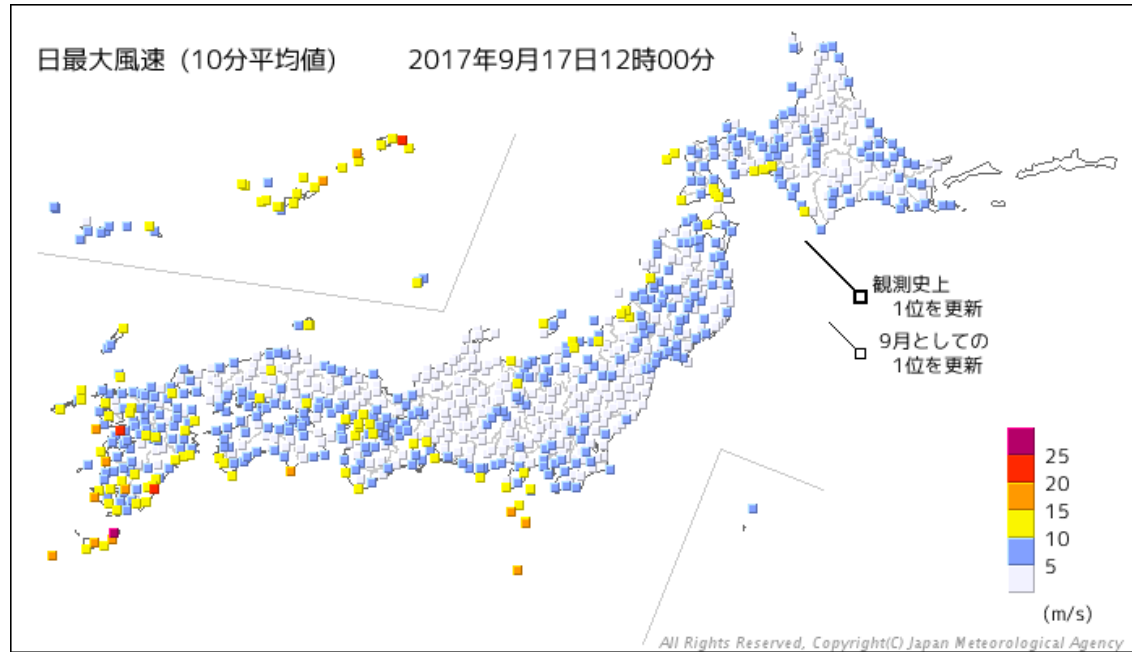 日最大風速 (10分平均値) 2017年9月17日12時00分
観測史上
1位を更新
9月としての
1位を更新
25
20
15
10
5
(m/s)
All Rights Reserved, Copyright(C) Japan Meteorological Agency